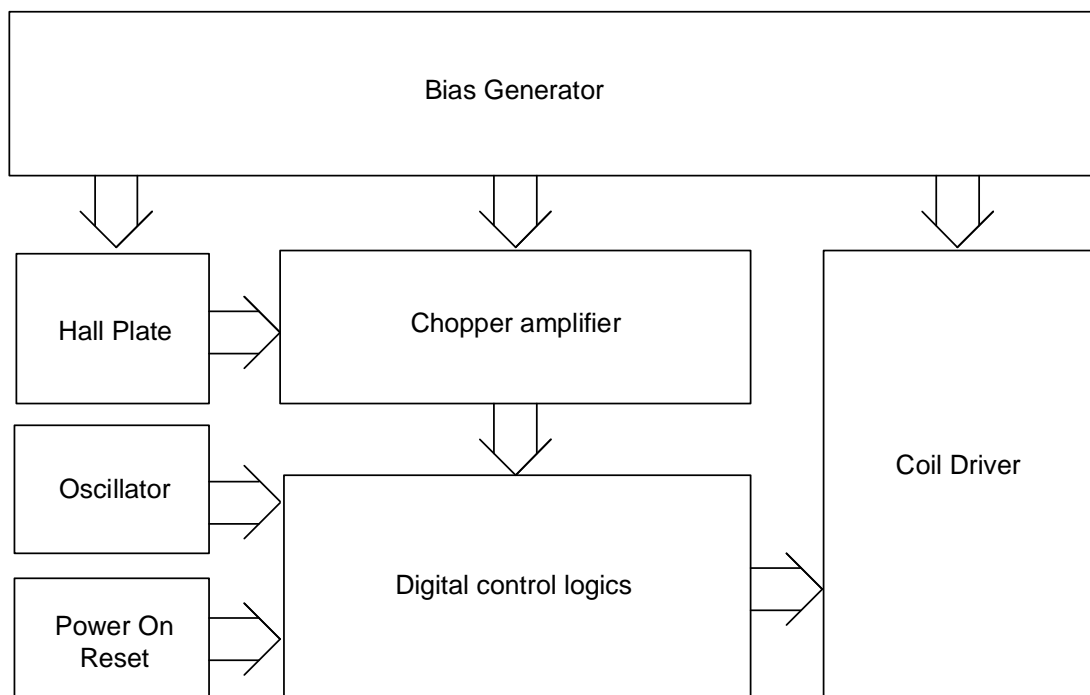 Bias Generator
Hall Plate
Chopper amplifier
Coil Driver
Oscillator
Digital control logics
Power On
Reset